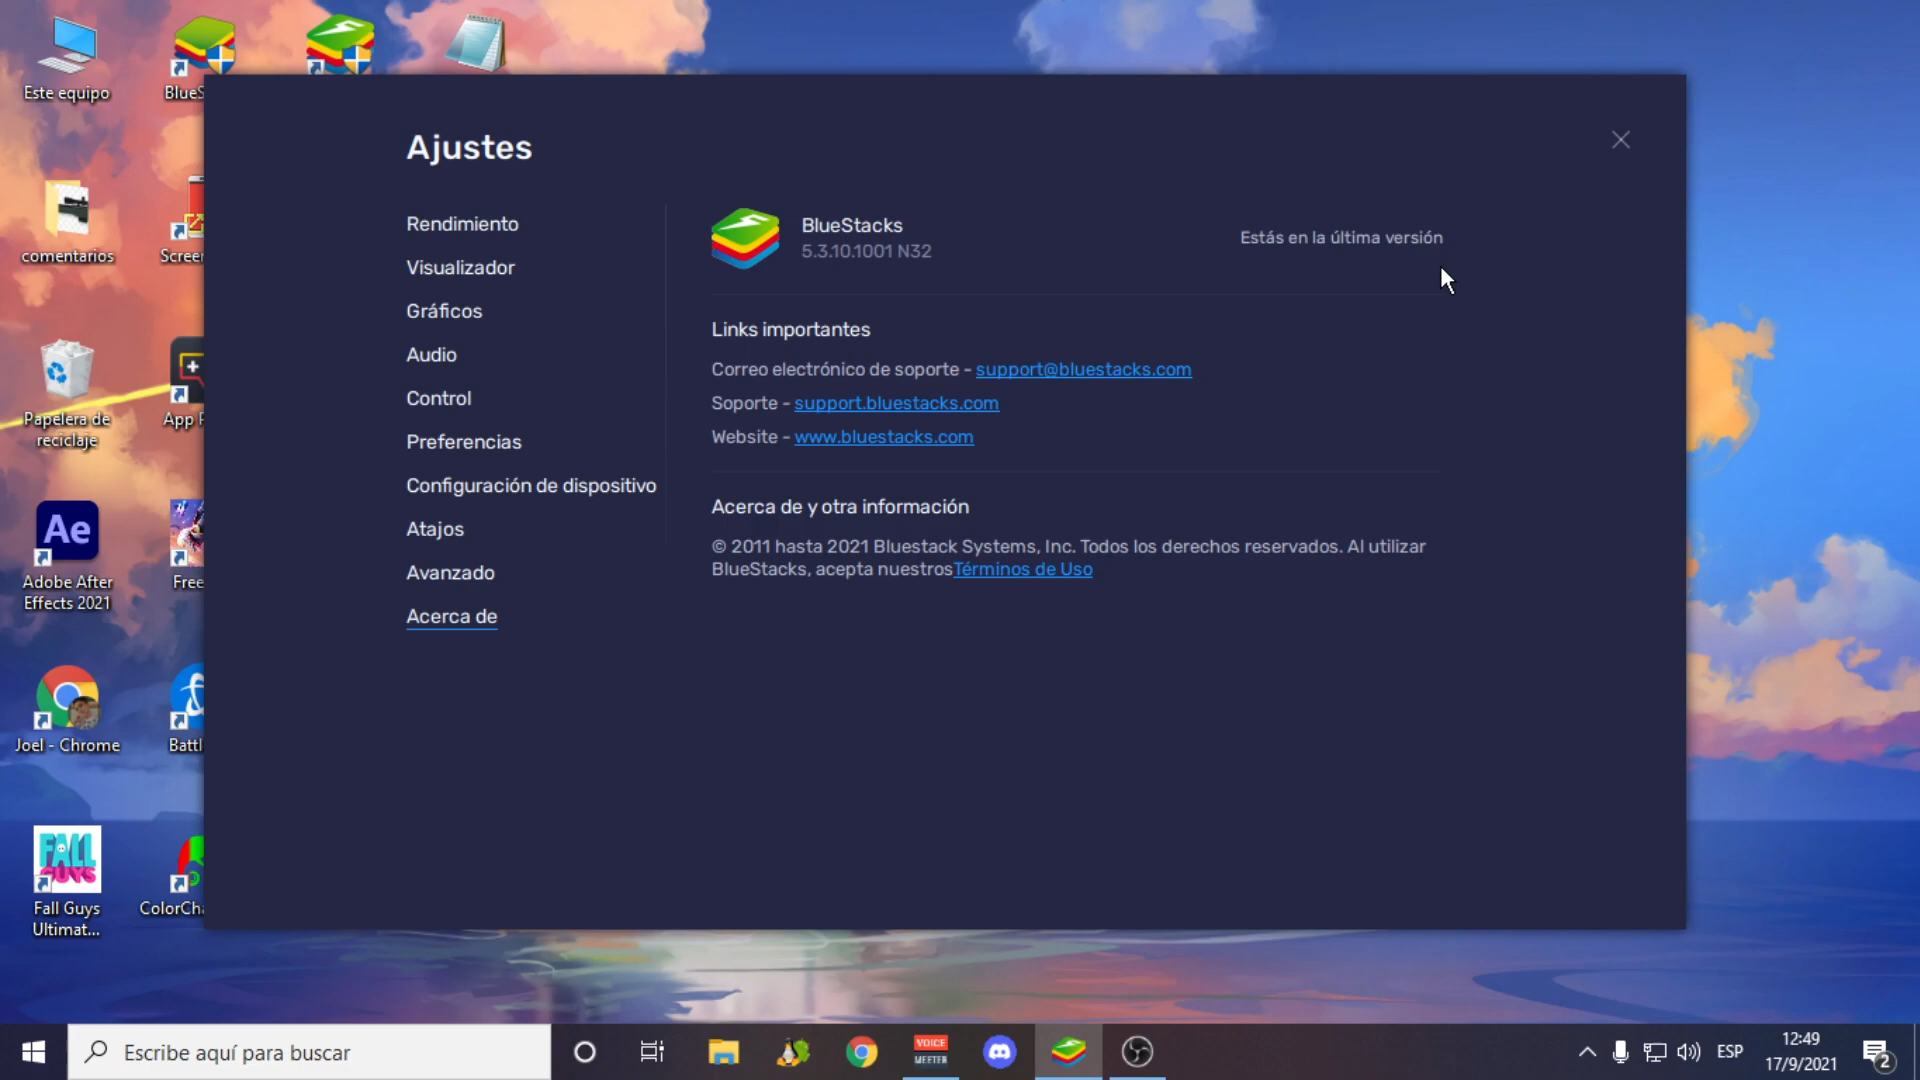 Este equipo
BlueS
comentarios
Screen
Papelera de
reciclaje
App
Ae
Adobe After
Effects 2021
Free
Joel - Chrome
Battl
FALL
GUYS
Fall Guys
Ultimat...
ColorCha
Ajustes
Rendimiento
Visualizador
Gráficos
Audio
Control
Preferencias
Configuración de dispositivo
Atajos
Avanzado
Acerca de
BlueStacks
5.3.10.1001 N32
Estás en la última versión
Links importantes
Correo electrónico de soporte - support@bluestacks.com
Soporte - support.bluestacks.com
Website - www.bluestacks.com
Acerca de y otra información
© 2011 hasta 2021 Bluestack Systems, Inc. Todos los derechos reservados. Al utilizar
BlueStacks, acepta nuestrosTérminos de Uso
Escribe aquí para buscar
VOICE
MEETER
ESP
12:49
17/9/2021
2